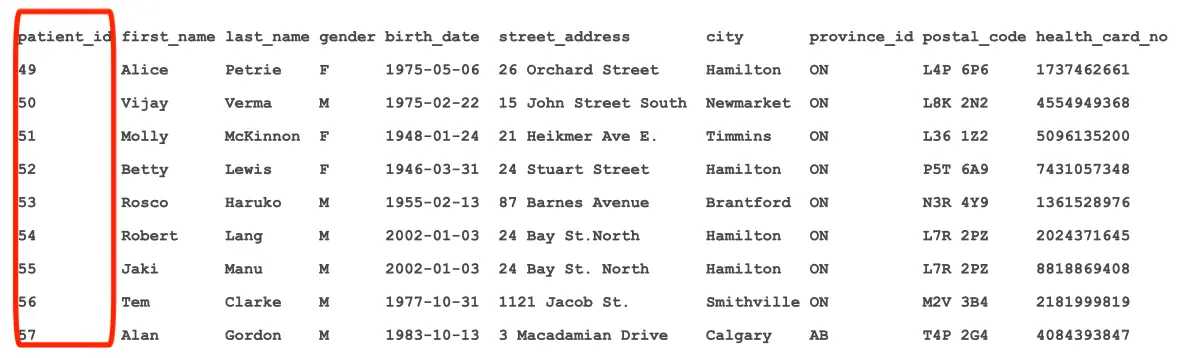 patient_id first_name last_name gender birth_date street_address city province_id postal_code health_card_no
49 Alice Petrie F 1975-05-06 26 Orchard Street Hamilton ON L4P 6P6 1737462661
50 Vijay Verma M 1975-02-22 15 John Street South Newmarket ON L8K 2N2 4554949368
51 Molly McKinnon F 1948-01-24 21 Heikmer Ave E. Timmins ON L36 1Z2 5096135200
52 Betty Lewis F 1946-03-31 24 Stuart Street Hamilton ON P5T 6A9 7431057348
53 Rosco Haruko M 1955-02-13 87 Barnes Avenue Brantford ON N3R 4Y9 1361528976
54 Robert Lang M 2002-01-03 24 Bay St.North Hamilton ON L7R 2PZ 2024371645
55 Jaki Manu M 2002-01-03 24 Bay St. North Hamilton ON L7R 2PZ 8818869408
56 Tem Clarke M 1977-10-31 1121 Jacob St. Smithville ON M2V 3B4 2181999819
57 Alan Gordon M 1983-10-13 3 Macadamian Drive Calgary AB T4P 2G4 4084393847